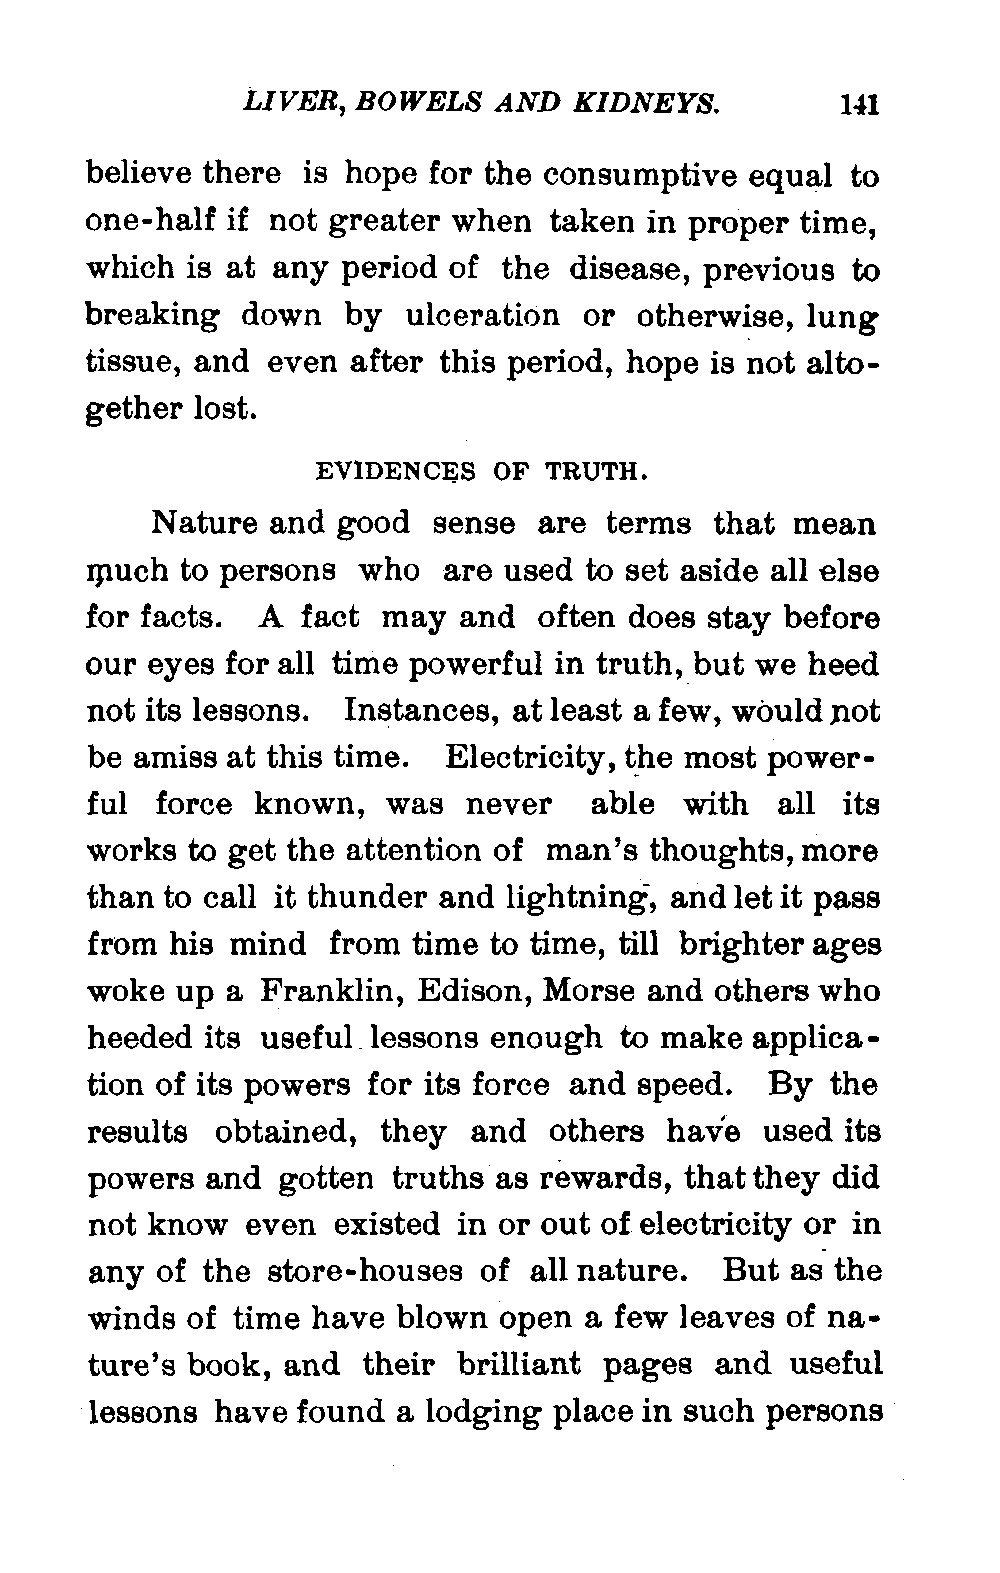 LIVER, BOWELS AND KIDNEYS. 141
believe there is hope for the consumptive equal to
one-half if not greater when taken in proper time,
which is at any period of the disease, previous to
breaking down by ulceration or otherwise, lung
tissue, and even after this period, hope is not alto-
gether lost.
EVIDENCES OF TRUTH.
Nature and good sense are terms that mean
much to persons who are used to set aside all else
for facts. A fact may and often does stay before
our eyes for all time powerful in truth, but we heed
not its lessons. Instances, at least a few, would not
be amiss at this time. Electricity, the most power-
ful force known, was never able with all its
works to get the attention of man's thoughts, more
than to call it thunder and lightning, and let it pass
from his mind from time to time, till brighter ages
woke up a Franklin, Edison, Morse and others who
heeded its useful lessons enough to make applica-
tion of its powers for its force and speed. By the
results obtained, they and others have used its
powers and gotten truths as rewards, that they did
not know even existed in or out of electricity or in
any of the store-houses of all nature. But as the
winds of time have blown open a few leaves of na-
ture's book, and their brilliant pages and useful
lessons have found a lodging place in such persons